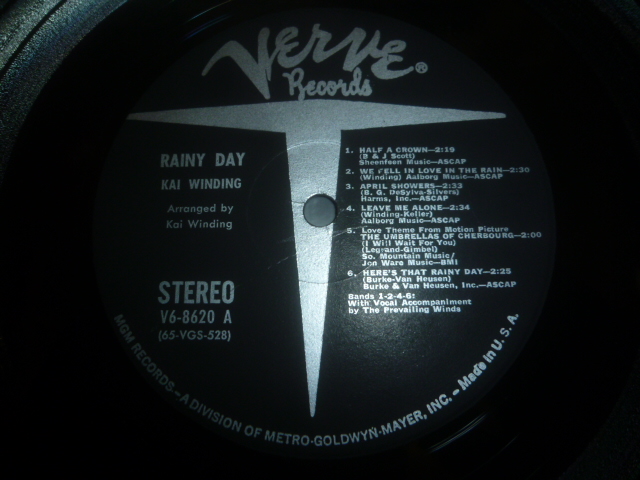 Verve®
Records
RAINY DAY
KAI WINDING
Arranged by
Kai Winding
STEREO
V6-8620 A
(65-VGS-528)
1. HALF A CROWN—2:19
(B & J Scott)
Sheenfeen Music—ASCAP
2. WE FELL IN LOVE IN THE RAIN—2:30
(Winding) Aalborg Music—ASCAP
3. APRIL SHOWERS—2:33
(B. G. DeSylva-Silvers)
Harms, Inc.—ASCAP
4. LEAVE ME ALONE—2:34
(Winding-Keller)
Aalborg Music—ASCAP
5. Love Theme From Motion Picture
THE UMBRELLAS OF CHERBOURG—2:00
(I Will Wait For You)
(Legrand-Gimbel)
So. Mountain Music/
Jon Ware Music—BMI
6. HERE'S THAT RAINY DAY—2:25
(Burke-Van Heusen)
Burke & Van Heusen, Inc.—ASCAP
Bands 1-2-4-6:
With Vocal Accompaniment
by The Prevailing Winds
MGM RECORDS—A DIVISION OF METRO-GOLDWYN-MAYER, INC. – Made in U.S.A.